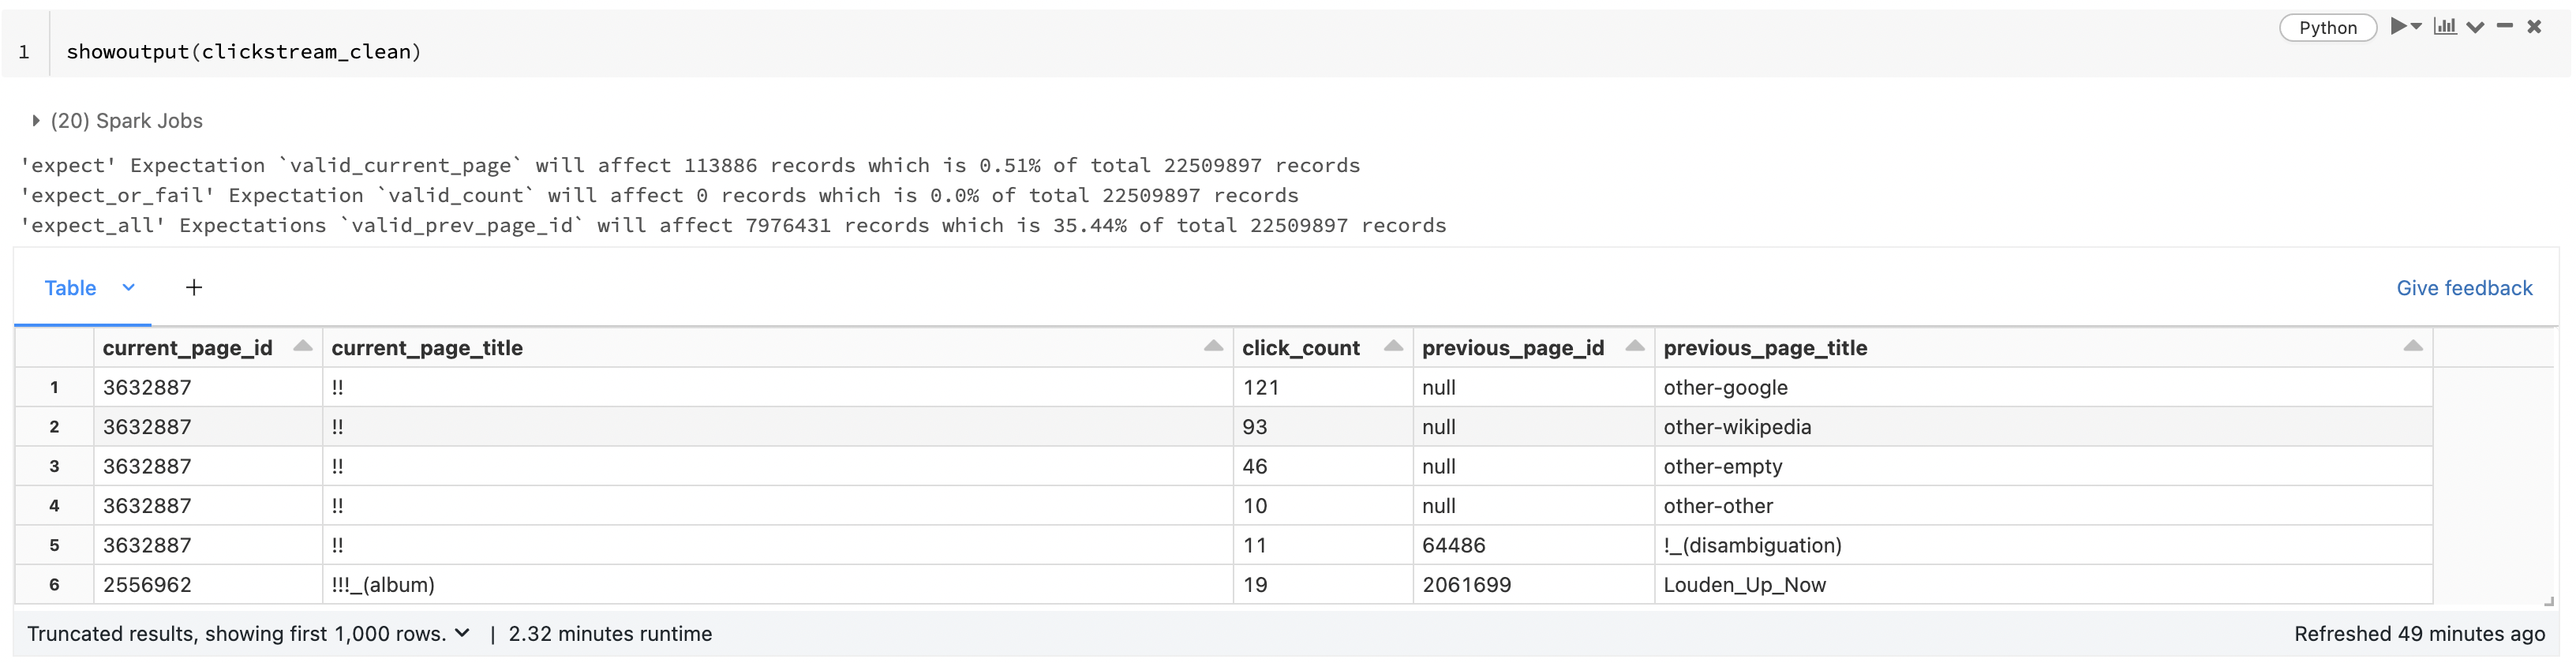 Python
1 showoutput(clickstream_clean)
(20) Spark Jobs
'expect' Expectation `valid_current_page` will affect 113886 records which is 0.51% of total 22509897 records
'expect_or_fail' Expectation `valid_count` will affect 0 records which is 0.0% of total 22509897 records
'expect_all' Expectations `valid_prev_page_id` will affect 7976431 records which is 35.44% of total 22509897 records
Table + Give feedback
current_page_id current_page_title click_count previous_page_id previous_page_title
1 3632887 !! 121 null other-google
2 3632887 !! 93 null other-wikipedia
3 3632887 !! 46 null other-empty
4 3632887 !! 10 null other-other
5 3632887 !! 11 64486 !_(disambiguation)
6 2556962 !!!_(album) 19 2061699 Louden_Up_Now
Truncated results, showing first 1,000 rows. | 2.32 minutes runtime Refreshed 49 minutes ago